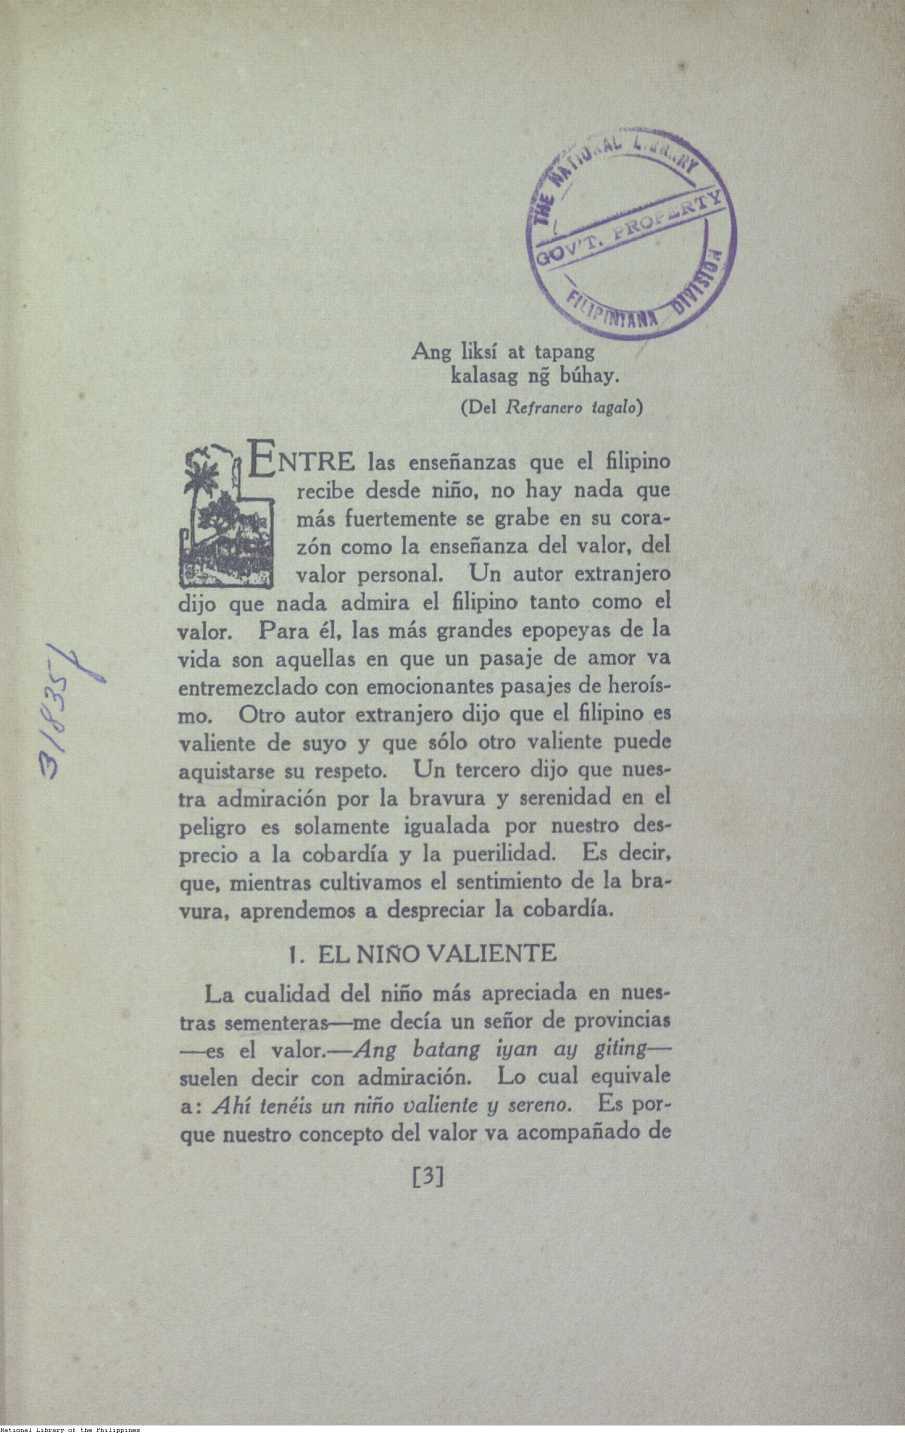 THE NATIONAL LIBRARY
GOV'T. PROPERTY
FILIPINIANA DIVISION
Ang liksí at tapang
kalasag ng̃ búhay.
(Del Refranero tagalo)
ENTRE las enseñanzas que el filipino
recibe desde niño, no hay nada que
más fuertemente se grabe en su cora-
zón como la enseñanza del valor, del
valor personal. Un autor extranjero
dijo que nada admira el filipino tanto como el
valor. Para él, las más grandes epopeyas de la
vida son aquellas en que un pasaje de amor va
entremezclado con emocionantes pasajes de heroís-
mo. Otro autor extranjero dijo que el filipino es
valiente de suyo y que sólo otro valiente puede
aquistarse su respeto. Un tercero dijo que nues-
tra admiración por la bravura y serenidad en el
peligro es solamente igualada por nuestro des-
precio a la cobardía y la puerilidad. Es decir,
que, mientras cultivamos el sentimiento de la bra-
vura, aprendemos a despreciar la cobardía.
1. EL NIÑO VALIENTE
La cualidad del niño más apreciada en nues-
tras sementeras—me decía un señor de provincias
—es el valor.—Ang batang iyan ay giting—
suelen decir con admiración. Lo cual equivale
a: Ahí tenéis un niño valiente y sereno. Es por-
que nuestro concepto del valor va acompañado de
[3]
National Library of the Philippines